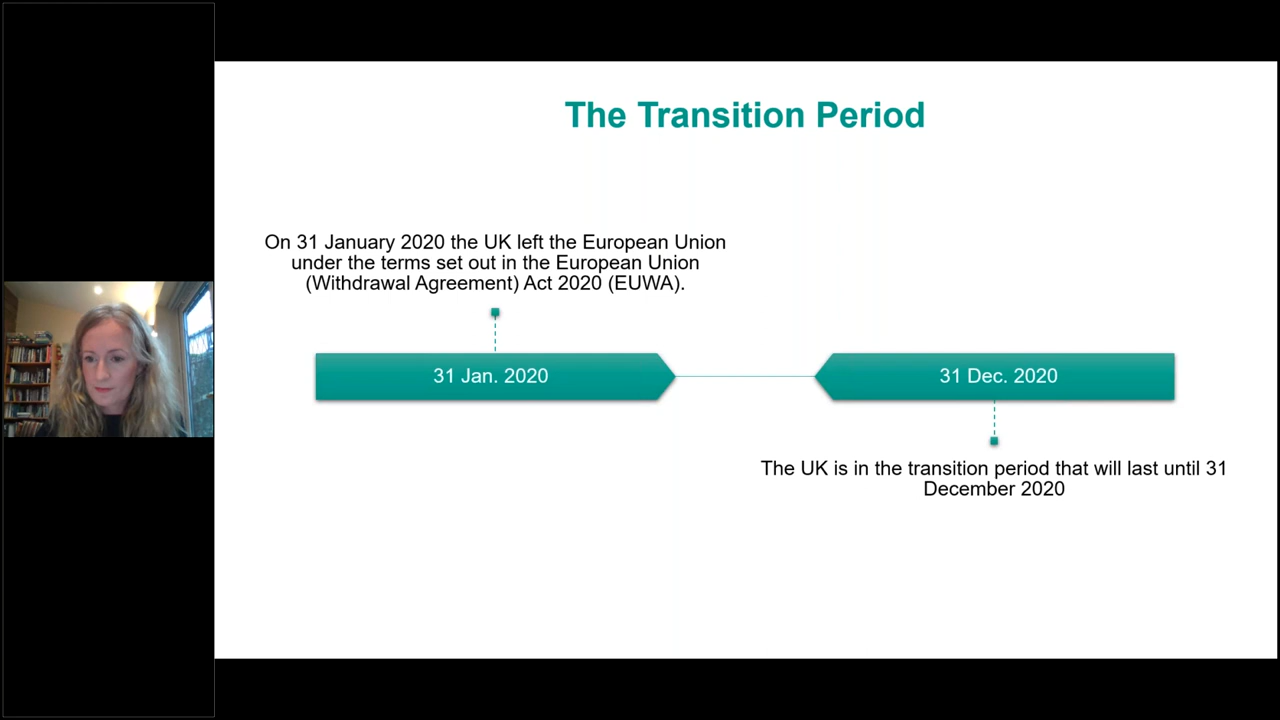 The Transition Period
On 31 January 2020 the UK left the European Union
under the terms set out in the European Union
(Withdrawal Agreement) Act 2020 (EUWA).
31 Jan. 2020
31 Dec. 2020
The UK is in the transition period that will last until 31
December 2020